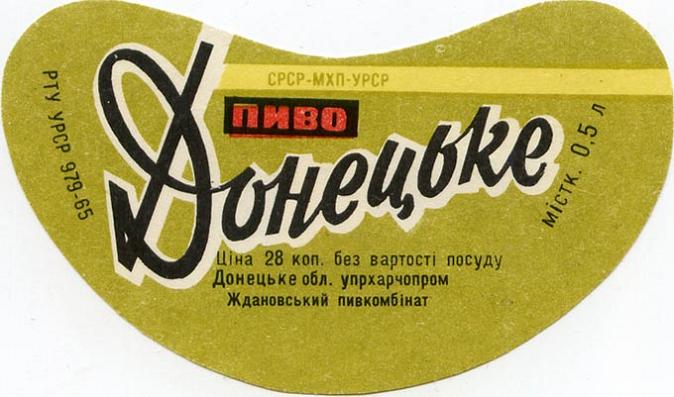 СРСР-МХП-УРСР
ПИВО
Донецьке
РТУ УРСР 979-65
МІСТК. 0,5 Л
Ціна 28 коп. без вартості посуду
Донецьке обл. упрхарчопром
Ждановський пивкомбінат